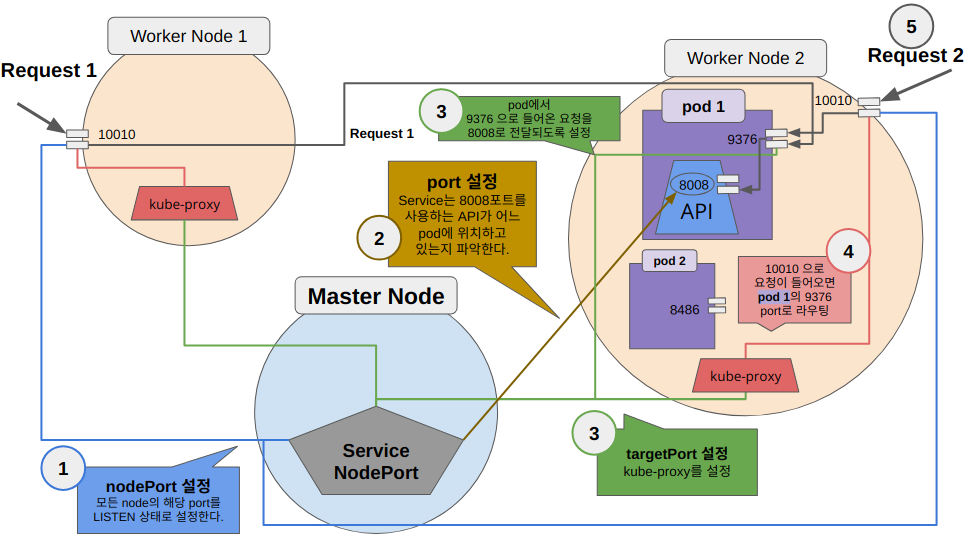 Worker Node 1
Request 1
10010
kube-proxy
Request 1
3
pod에서
9376 으로 들어온 요청을
8008로 전달되도록 설정
2
port 설정
Service는 8008포트를
사용하는 API가 어느
pod에 위치하고
있는지 파악한다.
Master Node
Service
NodePort
1
nodePort 설정
모든 node의 해당 port를
LISTEN 상태로 설정한다.
Worker Node 2
5
Request 2
10010
pod 1
9376
8008
API
pod 2
8486
4
10010 으로
요청이 들어오면
pod 1의 9376
port로 라우팅
kube-proxy
3
targetPort 설정
kube-proxy를 설정